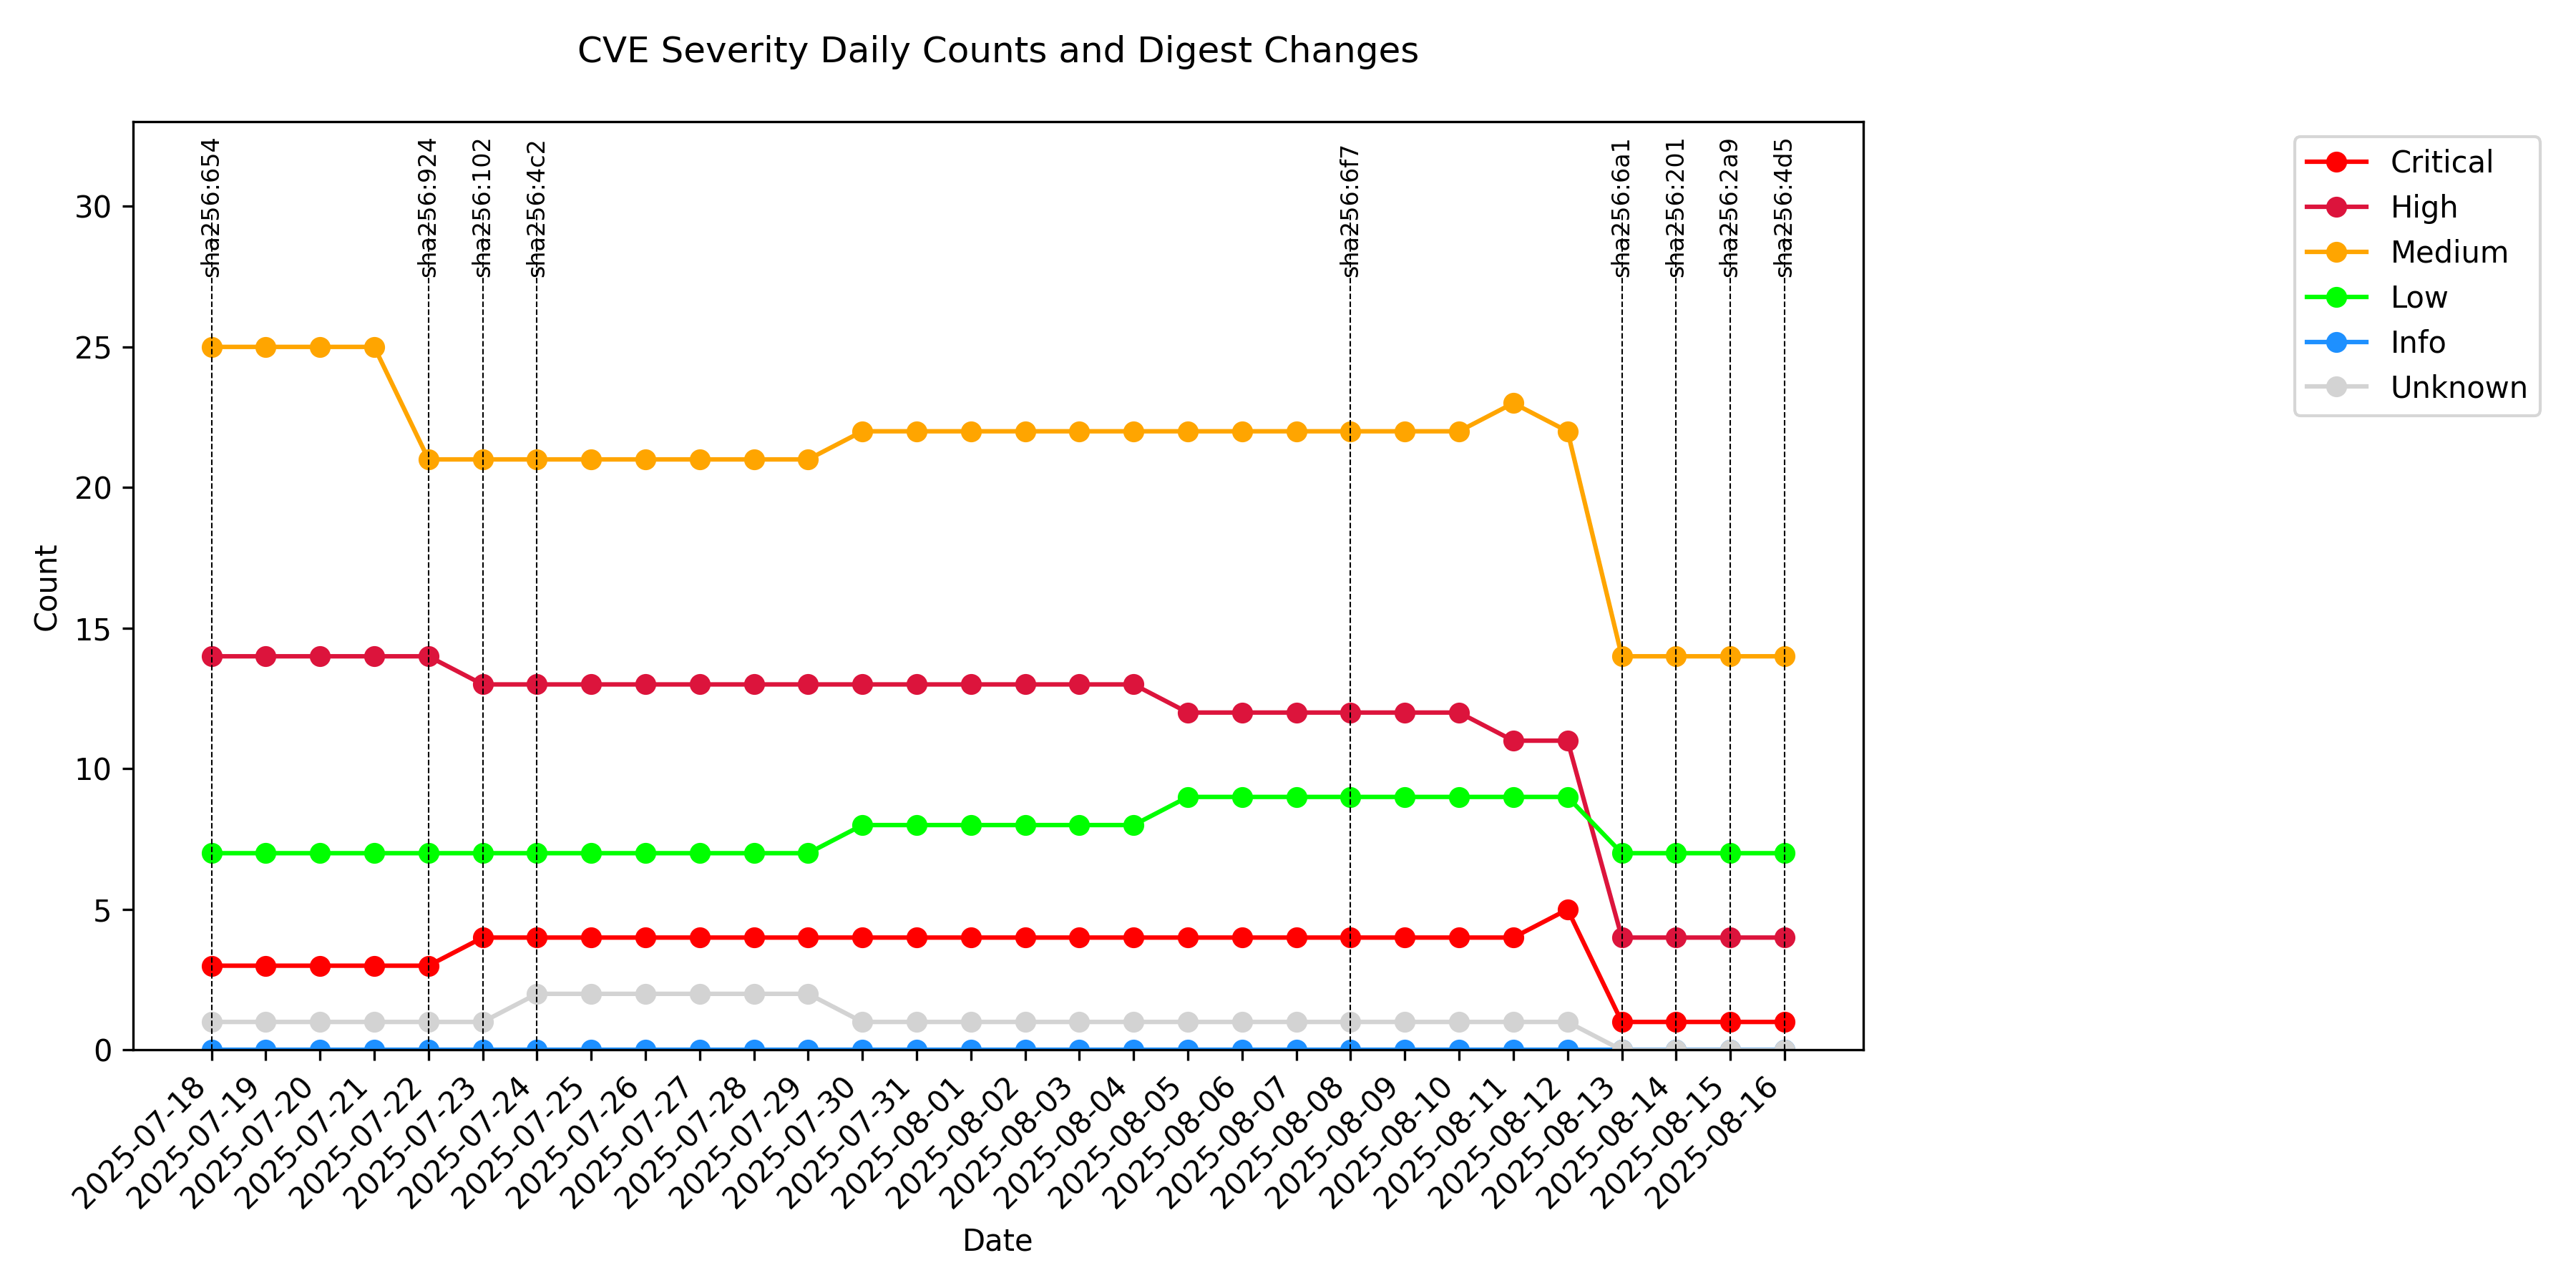 CVE Severity Daily Counts and Digest Changes
sha256:654
sha256:924
sha256:102
sha256:4c2
sha256:6f7
sha256:6a1
sha256:201
sha256:2a9
sha256:4d5
Critical
High
Medium
Low
Info
Unknown
30
25
20
15
10
5
0
Count
2025-07-18
2025-07-19
2025-07-20
2025-07-21
2025-07-22
2025-07-23
2025-07-24
2025-07-25
2025-07-26
2025-07-27
2025-07-28
2025-07-29
2025-07-30
2025-07-31
2025-08-01
2025-08-02
2025-08-03
2025-08-04
2025-08-05
2025-08-06
2025-08-07
2025-08-08
2025-08-09
2025-08-10
2025-08-11
2025-08-12
2025-08-13
2025-08-14
2025-08-15
2025-08-16
Date